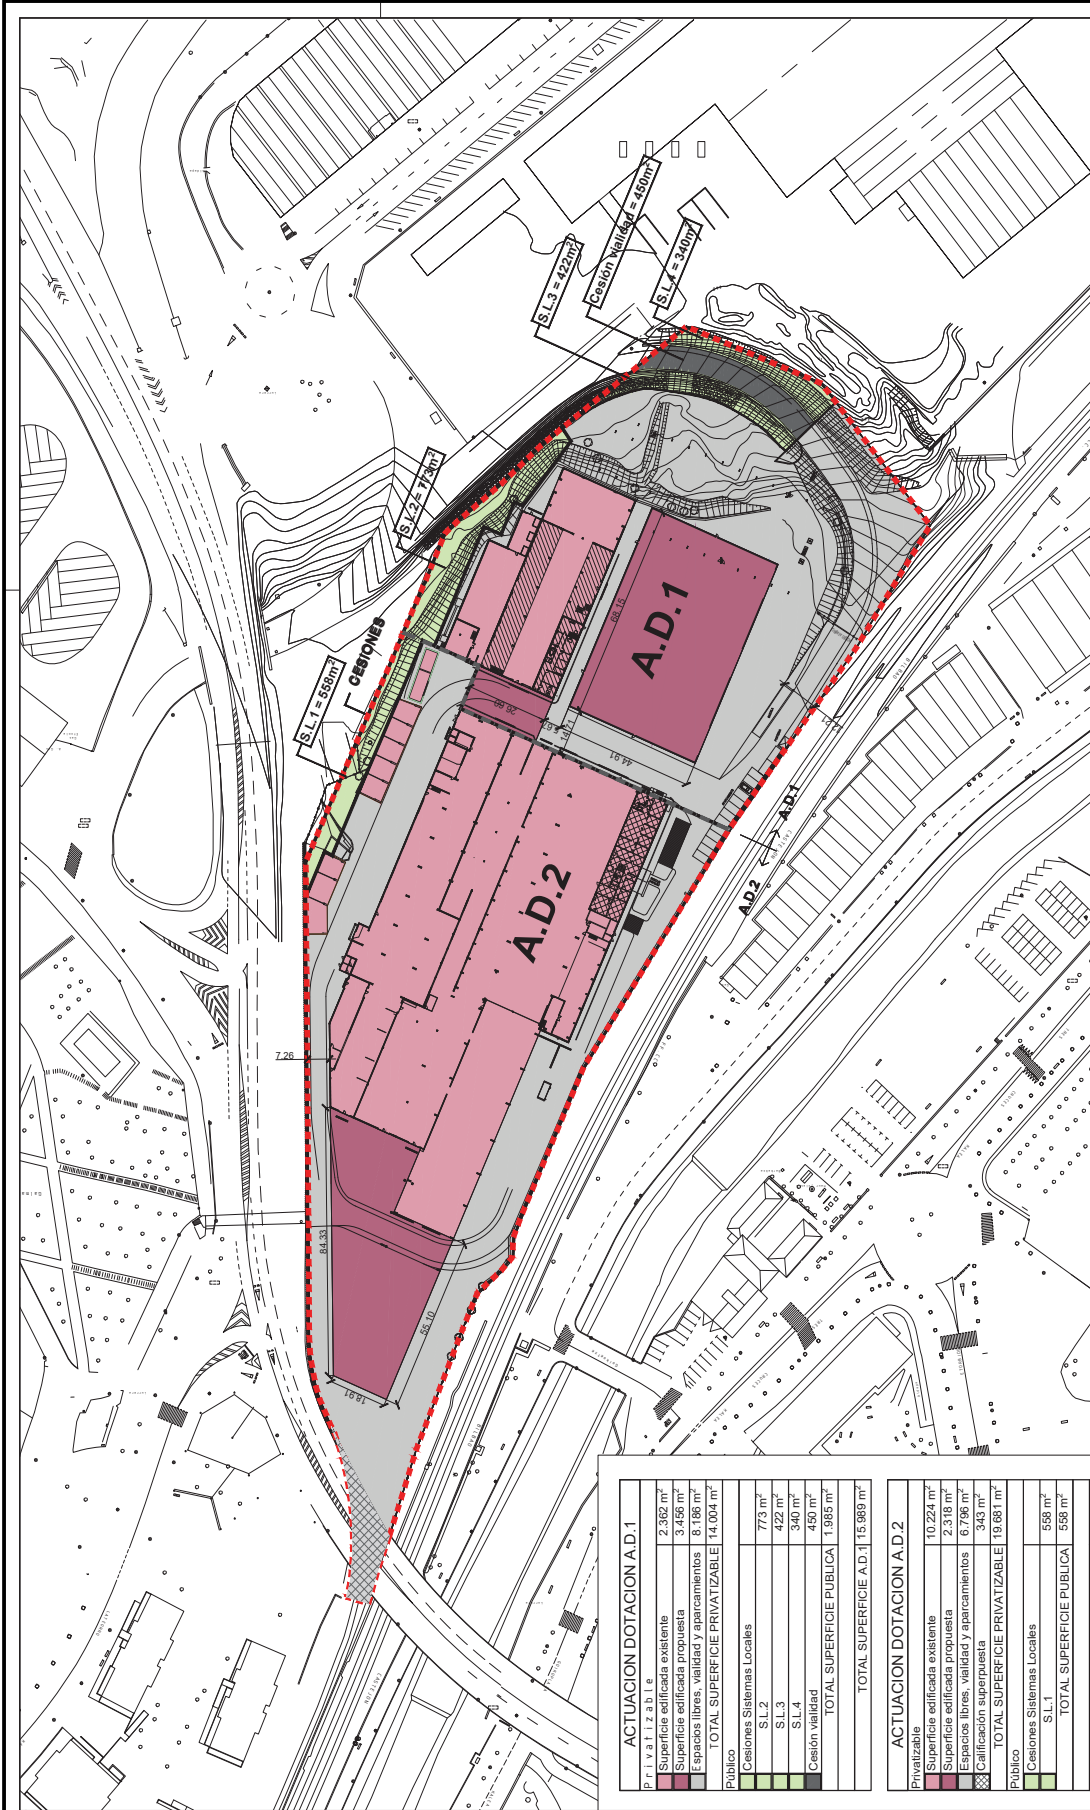 S.L.3 = 422m²
Cesión vialidad = 450m²
S.L.4 = 340m²
S.L.2 = 773m²
S.L.1 = 558m²
CESIONES
A.D.1
68.15
26.60
14.11
44.91
A.D.2
A.D.2
A.D.1
7.26
84.33
55.10
18.91
ACTUACION DOTACION A.D.1
Privatizable
Superficie edificada existente 2.362 m²
Superficie edificada propuesta 3.456 m²
Espacios libres, vialidad y aparcamientos 8.186 m²
TOTAL SUPERFICIE PRIVATIZABLE 14.004 m²
Público
Cesiones Sistemas Locales
S.L.2 773 m²
S.L.3 422 m²
S.L.4 340 m²
Cesión vialidad 450 m²
TOTAL SUPERFICIE PUBLICA 1.985 m²
TOTAL SUPERFICIE A.D.1 15.989 m²
ACTUACION DOTACION A.D.2
Privatizable
Superficie edificada existente 10.224 m²
Superficie edificada propuesta 2.318 m²
Espacios libres, vialidad y aparcamientos 6.796 m²
Calificación superpuesta 343 m²
TOTAL SUPERFICIE PRIVATIZABLE 19.681 m²
Público
Cesiones Sistemas Locales
S.L.1 558 m²
TOTAL SUPERFICIE PUBLICA 558 m²